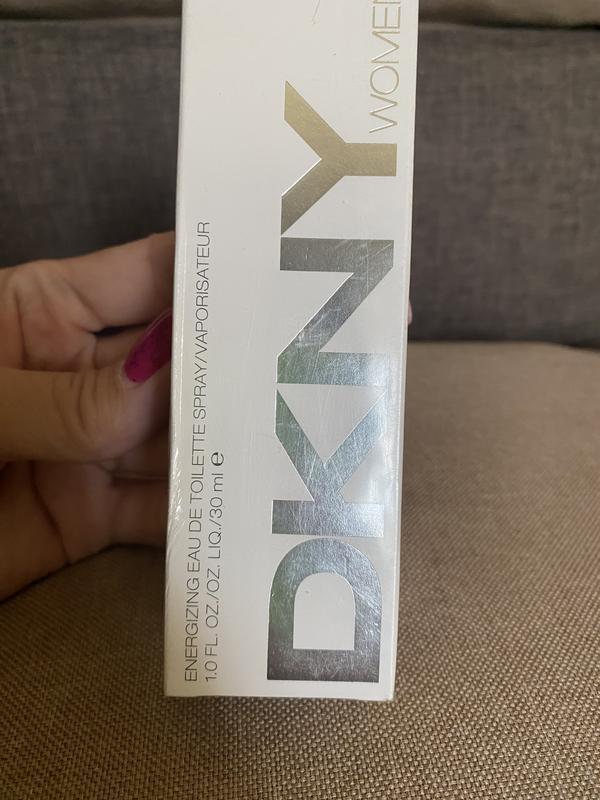 DKNY
WOMEN
ENERGIZING EAU DE TOILETTE SPRAY/VAPORISATEUR
1.0 FL. OZ./OZ. LIQ./30 ml e